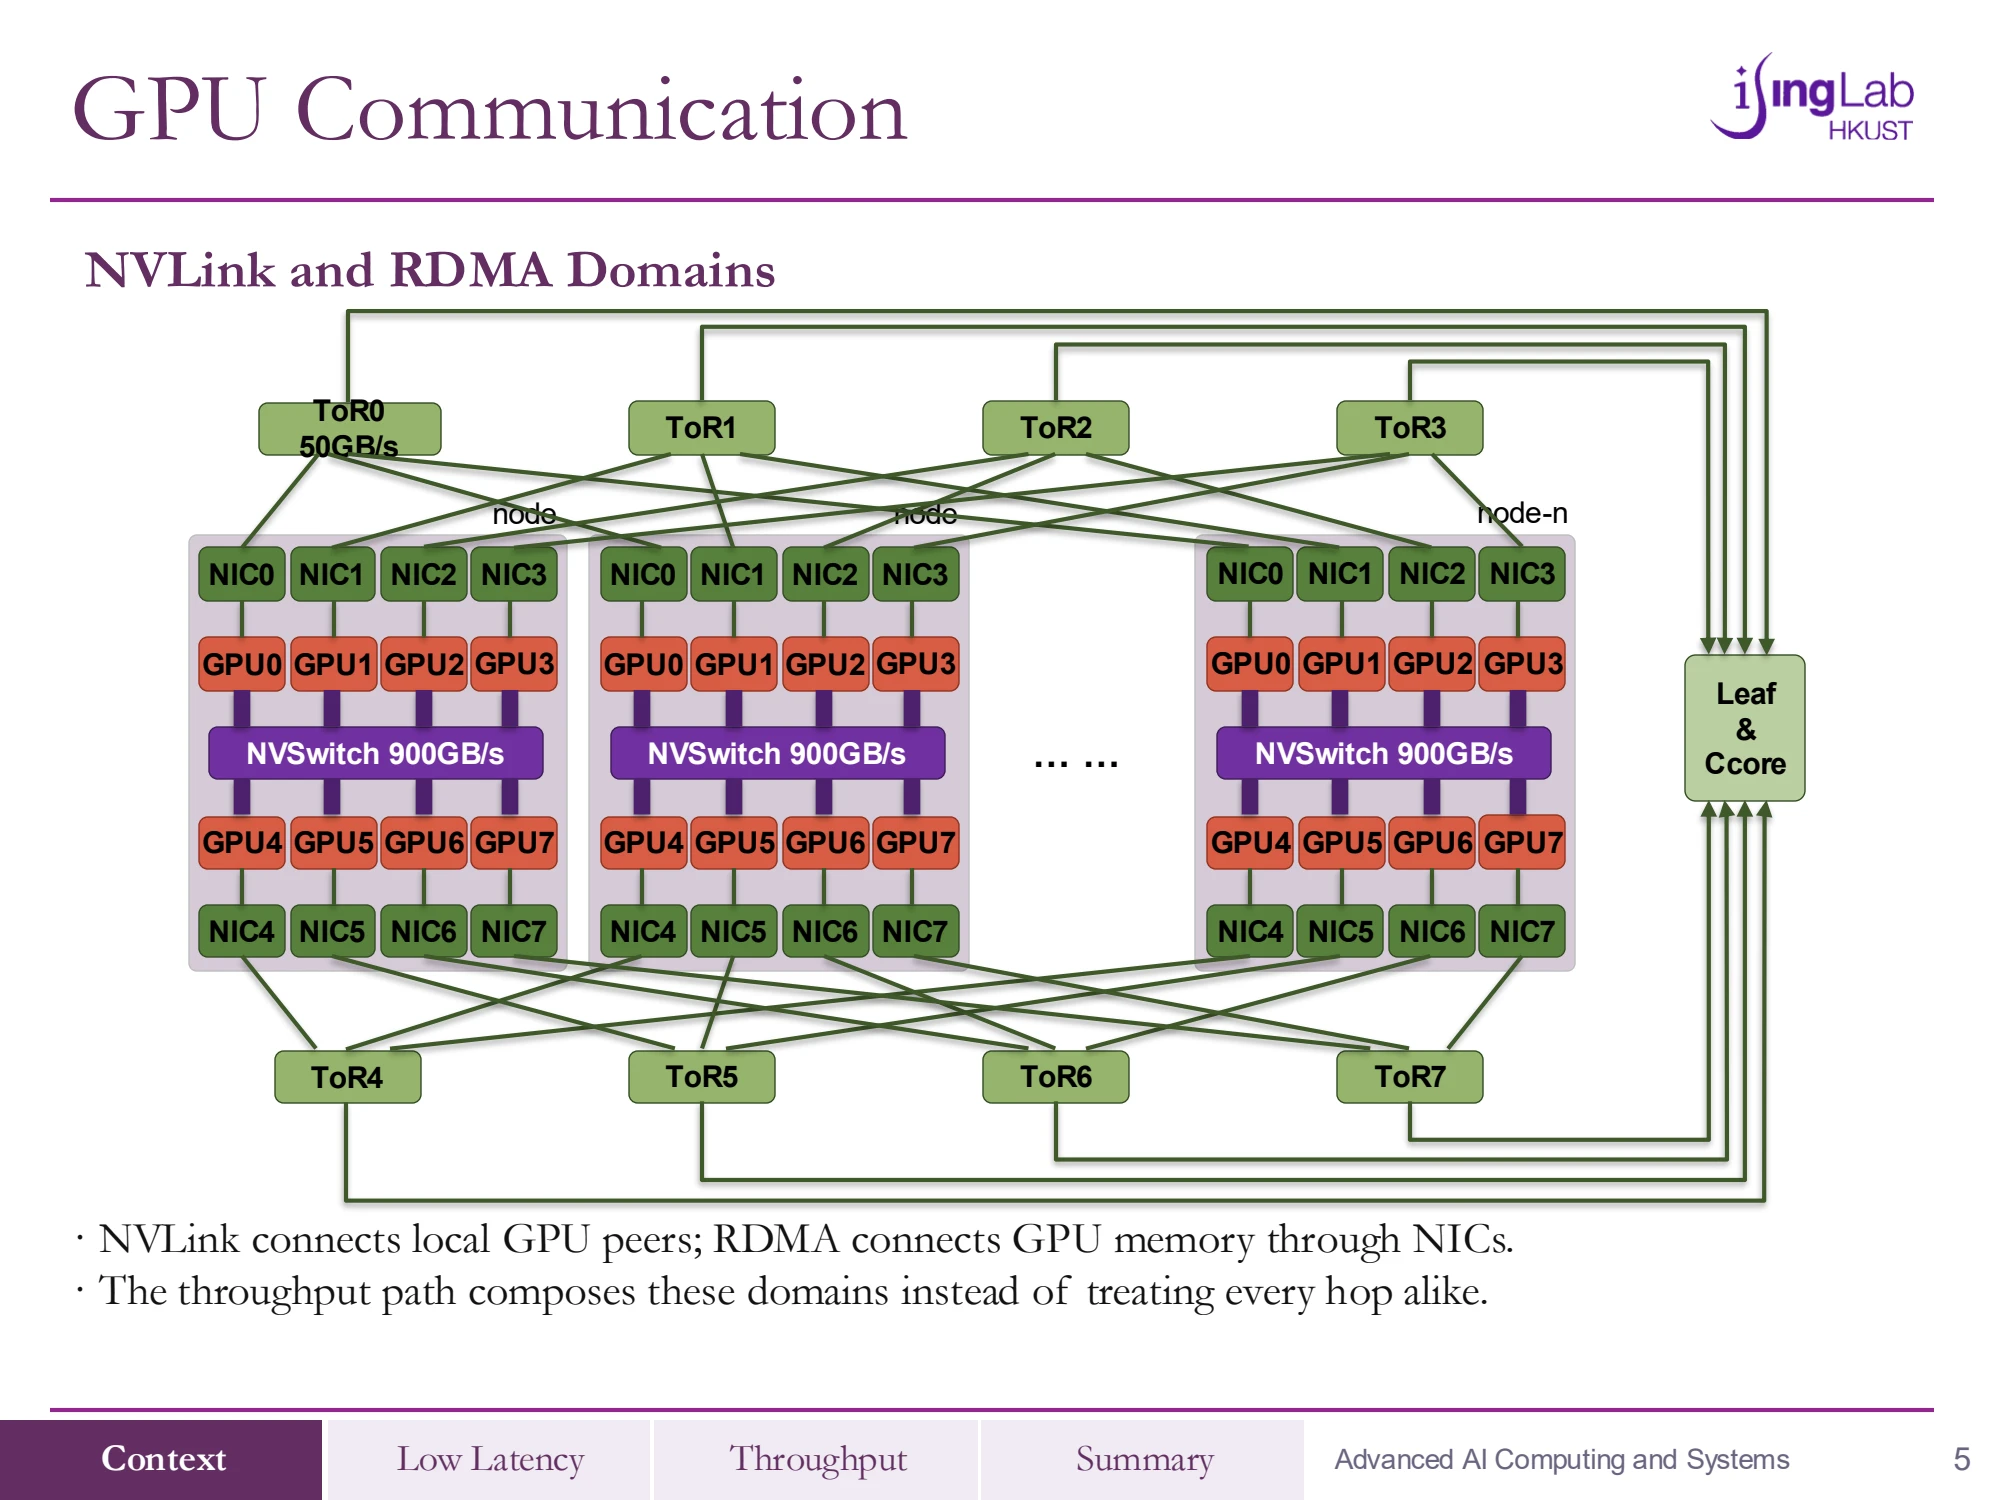 GPU Communication
isingLab
HKUST
NVLink and RDMA Domains
ToR0
50GB/s
ToR1
ToR2
ToR3
node
node
node-n
NIC0 NIC1 NIC2 NIC3 NIC0 NIC1 NIC2 NIC3 NIC0 NIC1 NIC2 NIC3
GPU0 GPU1 GPU2 GPU3 GPU0 GPU1 GPU2 GPU3 GPU0 GPU1 GPU2 GPU3
NVSwitch 900GB/s NVSwitch 900GB/s ... ... NVSwitch 900GB/s
Leaf
&
Ccore
GPU4 GPU5 GPU6 GPU7 GPU4 GPU5 GPU6 GPU7 GPU4 GPU5 GPU6 GPU7
NIC4 NIC5 NIC6 NIC7 NIC4 NIC5 NIC6 NIC7 NIC4 NIC5 NIC6 NIC7
ToR4
ToR5
ToR6
ToR7
· NVLink connects local GPU peers; RDMA connects GPU memory through NICs.
· The throughput path composes these domains instead of treating every hop alike.
Context Low Latency Throughput Summary Advanced AI Computing and Systems 5